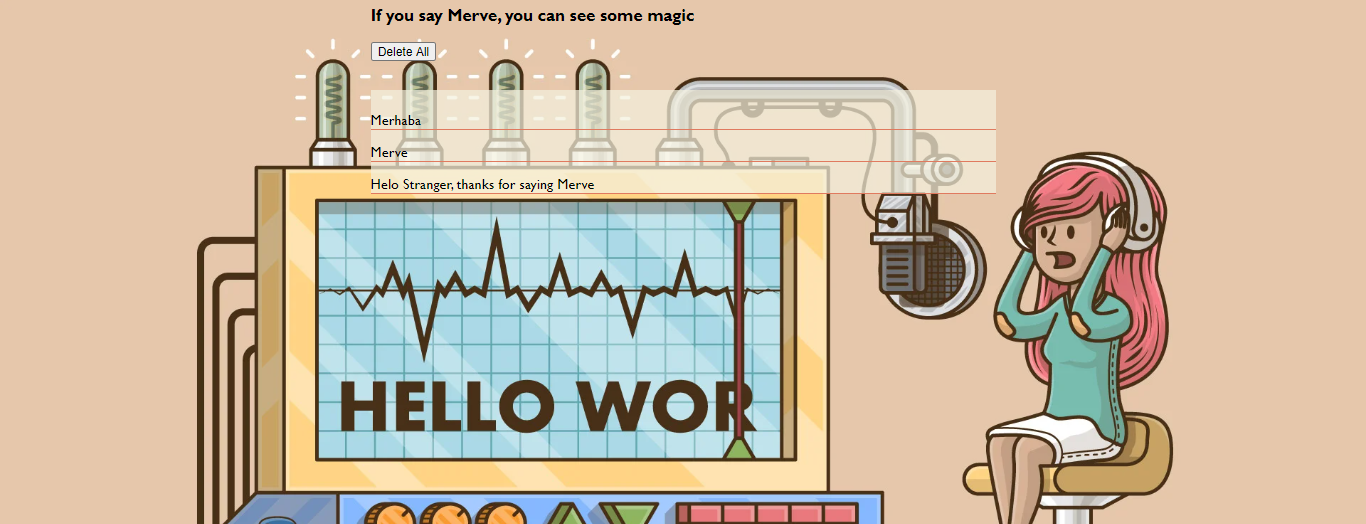 If you say Merve, you can see some magic
Delete All
Merhaba
Merve
Helo Stranger, thanks for saying Merve
HELLO WOR